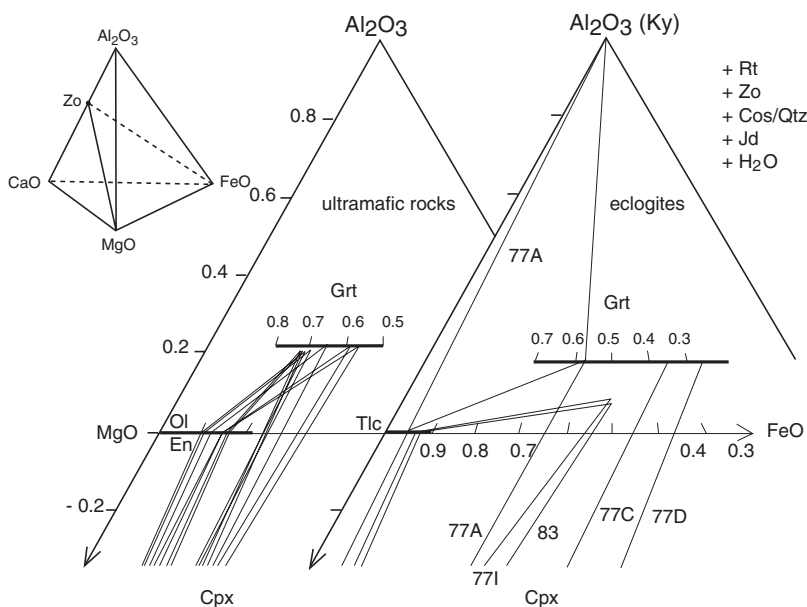 Al₂O₃
Zo
CaO
FeO
MgO
Al₂O₃
0.8
0.6
0.4
0.2
- 0.2
ultramafic rocks
Grt
0.8 0.7 0.6 0.5
MgO
Ol
En
Cpx
Al₂O₃ (Ky)
+ Rt
+ Zo
+ Cos/Qtz
+ Jd
+ H₂O
eclogites
77A
Grt
0.7 0.6 0.5 0.4 0.3
Tlc
FeO
0.9 0.8 0.7 0.4 0.3
77A
77I
83
77C
77D
Cpx